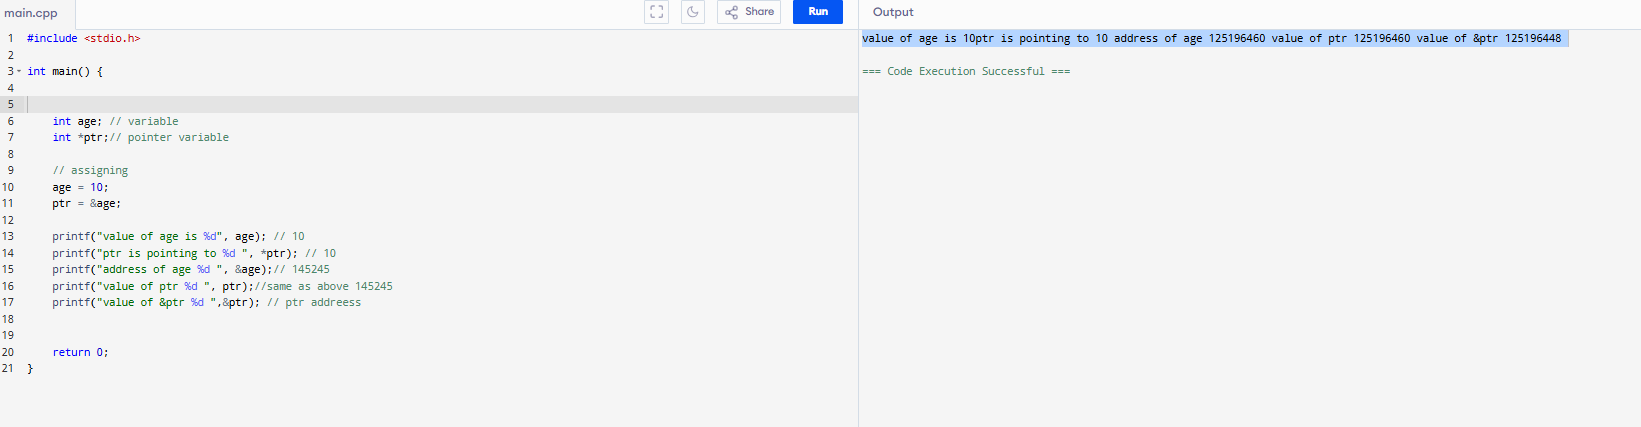 main.cpp
Share
Run
Output
1 #include <stdio.h>
2
3 int main() {
4
5
6 int age; // variable
7 int *ptr;// pointer variable
8
9 // assigning
10 age = 10;
11 ptr = &age;
12
13 printf("value of age is %d", age); // 10
14 printf("ptr is pointing to %d ", *ptr); // 10
15 printf("address of age %d ", &age);// 145245
16 printf("value of ptr %d ", ptr);//same as above 145245
17 printf("value of &ptr %d ",&ptr); // ptr adreess
18
19
20 return 0;
21 }
value of age is 10ptr is pointing to 10 address of age 125196460 value of ptr 125196460 value of &ptr 125196448
=== Code Execution Successful ===